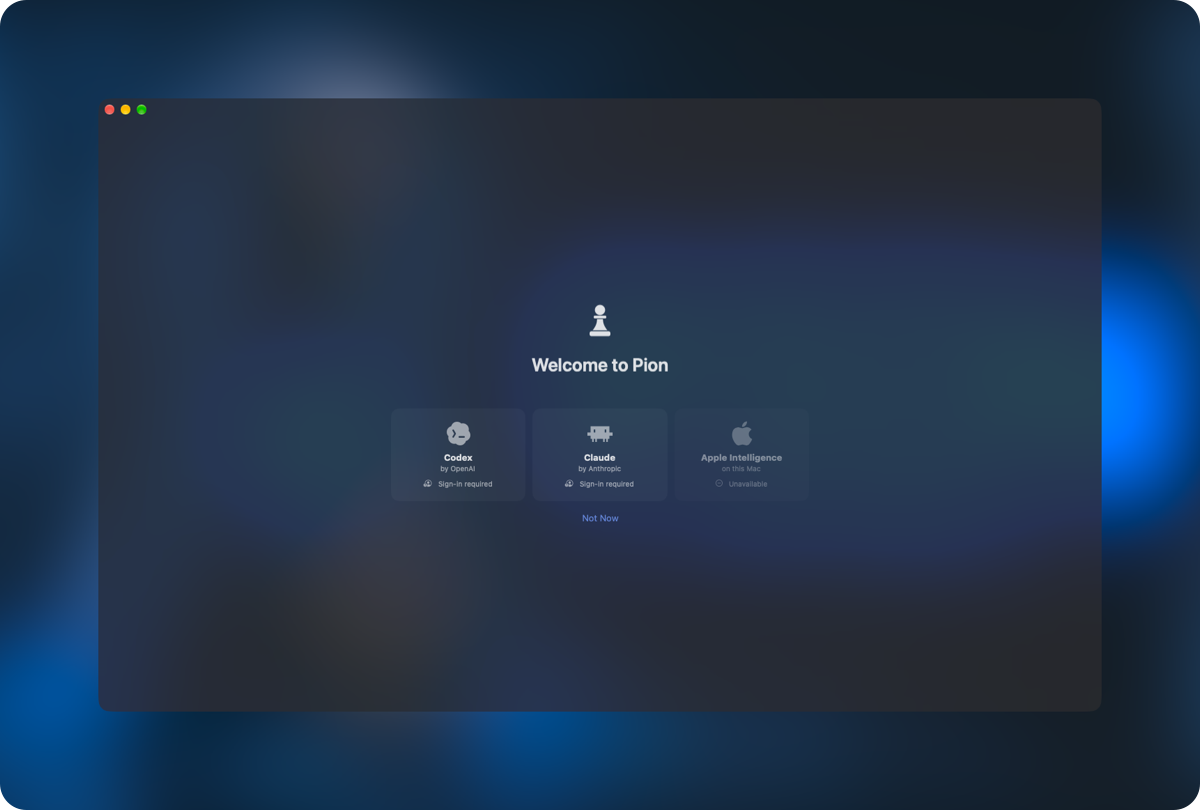 Welcome to Pion
Codex
by OpenAI
Sign-in required
Claude
by Anthropic
Sign-in required
Apple Intelligence
on this Mac
Unavailable
Not Now